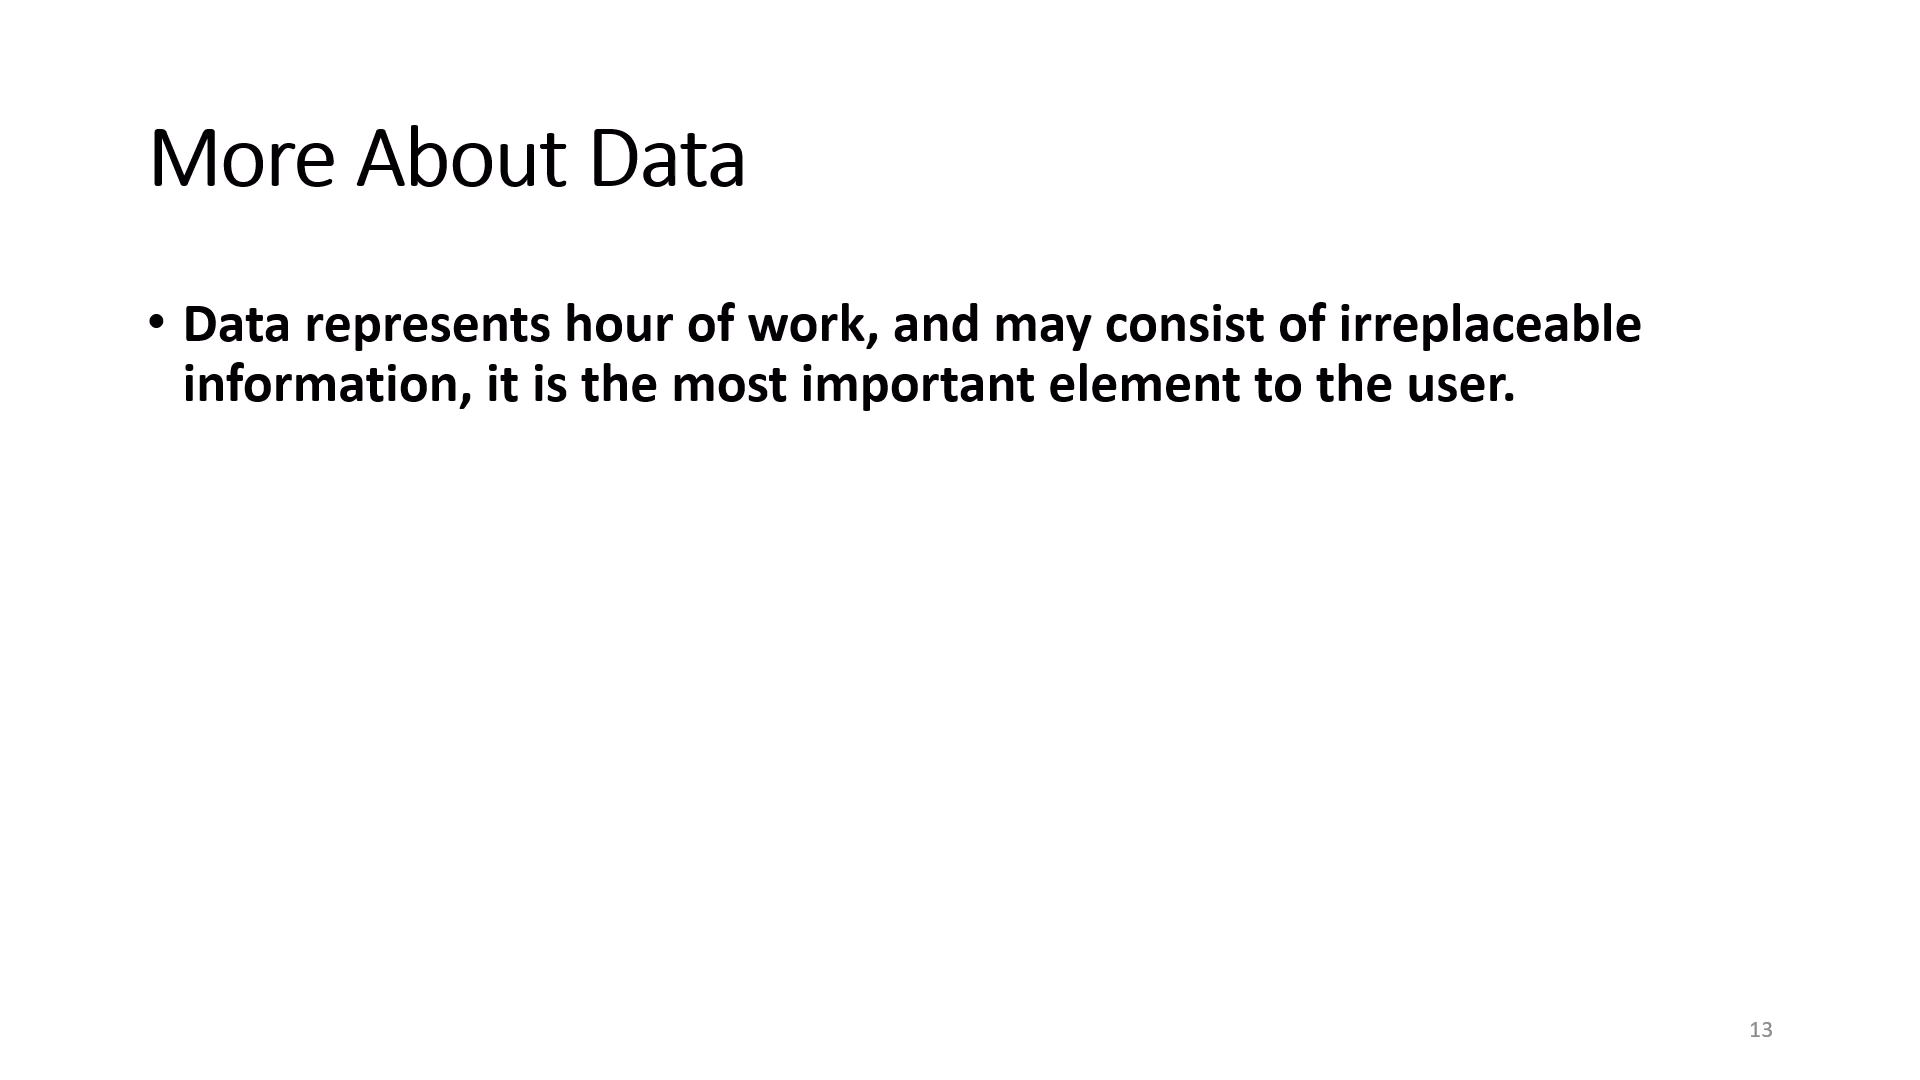 More About Data
• Data represents hour of work, and may consist of irreplaceable
information, it is the most important element to the user.
13